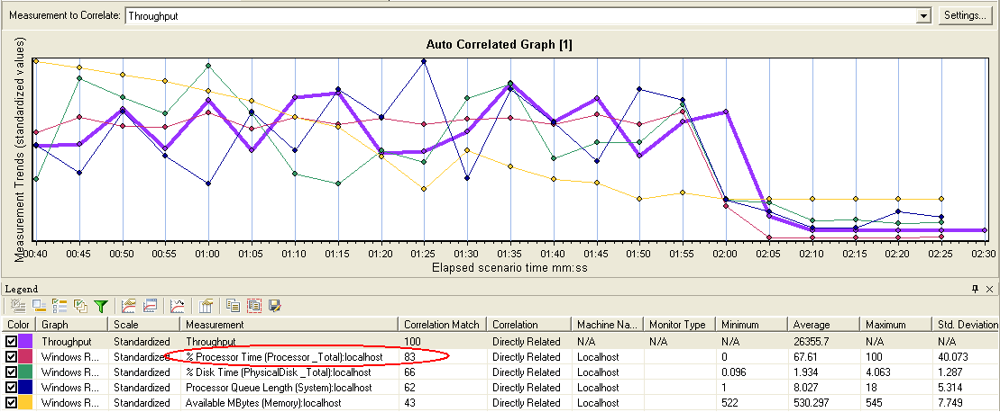 Measurement to Correlate: Throughput Settings...
Auto Correlated Graph [1]
Measurement Trends (standardized values)
00:40 00:45 00:50 00:55 01:00 01:05 01:10 01:15 01:20 01:25 01:30 01:35 01:40 01:45 01:50 01:55 02:00 02:05 02:10 02:15 02:20 02:25 02:30
Elapsed scenario time mm:ss
Legend
Color Graph Scale Measurement Correlation Match Correlation Machine Na... Monitor Type Minimum Average Maximum Std. Deviation
Throughput Standardized Throughput 100 Directly Related N/A N/A N/A 26355.7 N/A N/A
Windows R... Standardized % Processor Time (Processor _Total):localhost 83 Directly Related Localhost 0 67.61 100 40.073
Windows R... Standardized % Disk Time (PhysicalDisk _Total):localhost 66 Directly Related Localhost 0.096 1.934 4.063 1.287
Windows R... Standardized Processor Queue Length (System):localhost 62 Directly Related Localhost 1 8.027 18 5.314
Windows R... Standardized Available MBytes (Memory):localhost 43 Directly Related Localhost 522 530.297 545 7.749